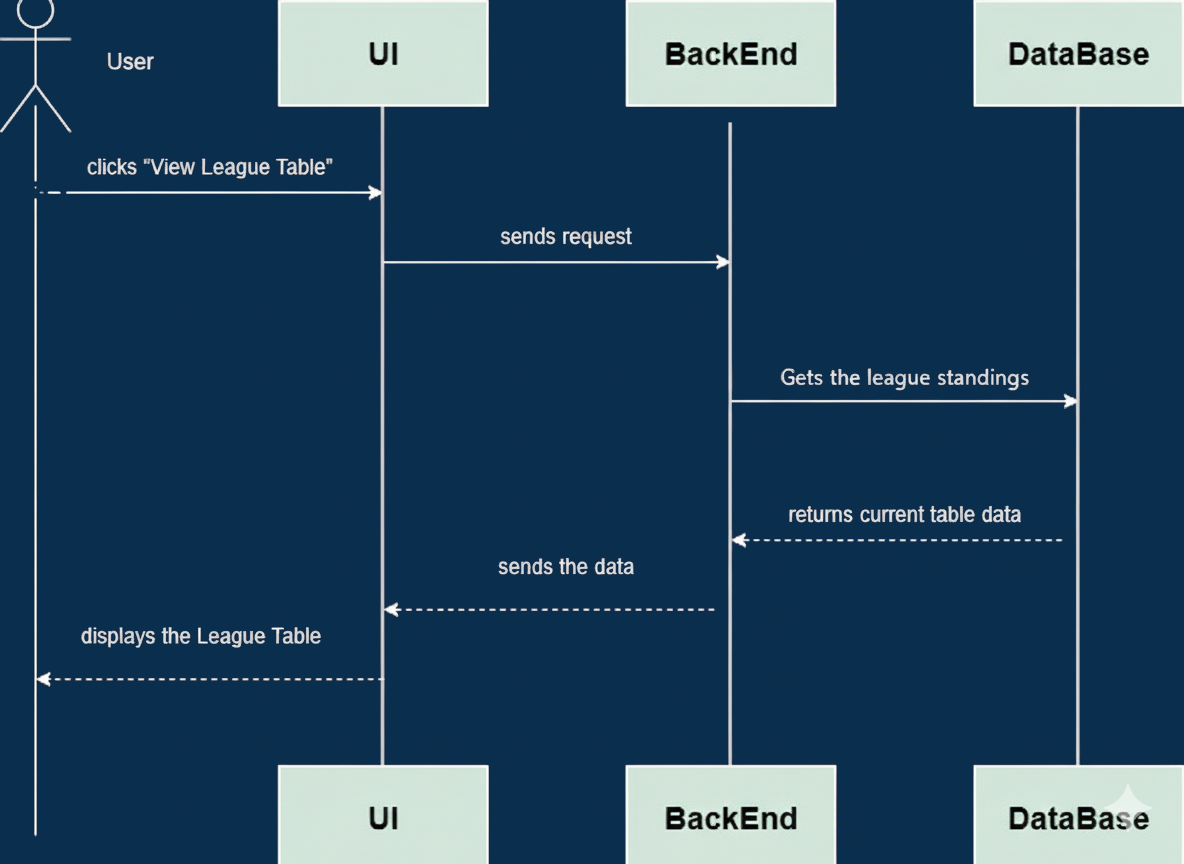 User
UI
BackEnd
DataBase
clicks "View League Table"
sends request
Gets the league standings
returns current table data
sends the data
displays the League Table
UI
BackEnd
DataBase